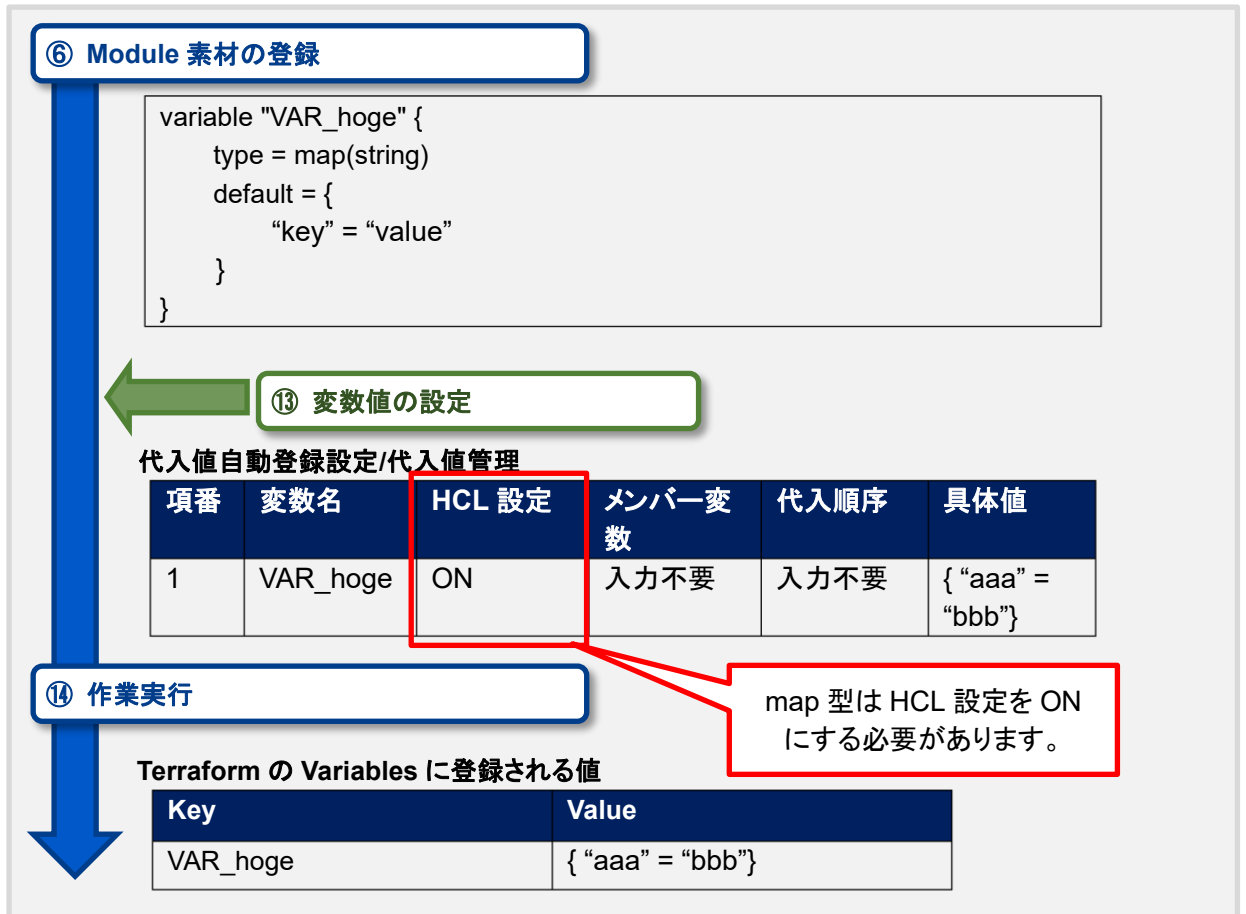 ⑥ Module 素材の登録
variable "VAR_hoge" {
type = map(string)
default = {
“key” = “value”
}
}
⑬ 変数値の設定
代入値自動登録設定/代入値管理
項番 変数名 HCL 設定 メンバー変 代入順序 具体値
数
1 VAR_hoge ON 入力不要 入力不要 { “aaa” =
“bbb”}
⑭ 作業実行
map 型は HCL 設定を ON
にする必要があります。
Terraform の Variables に登録される値
Key Value
VAR_hoge { “aaa” = “bbb”}